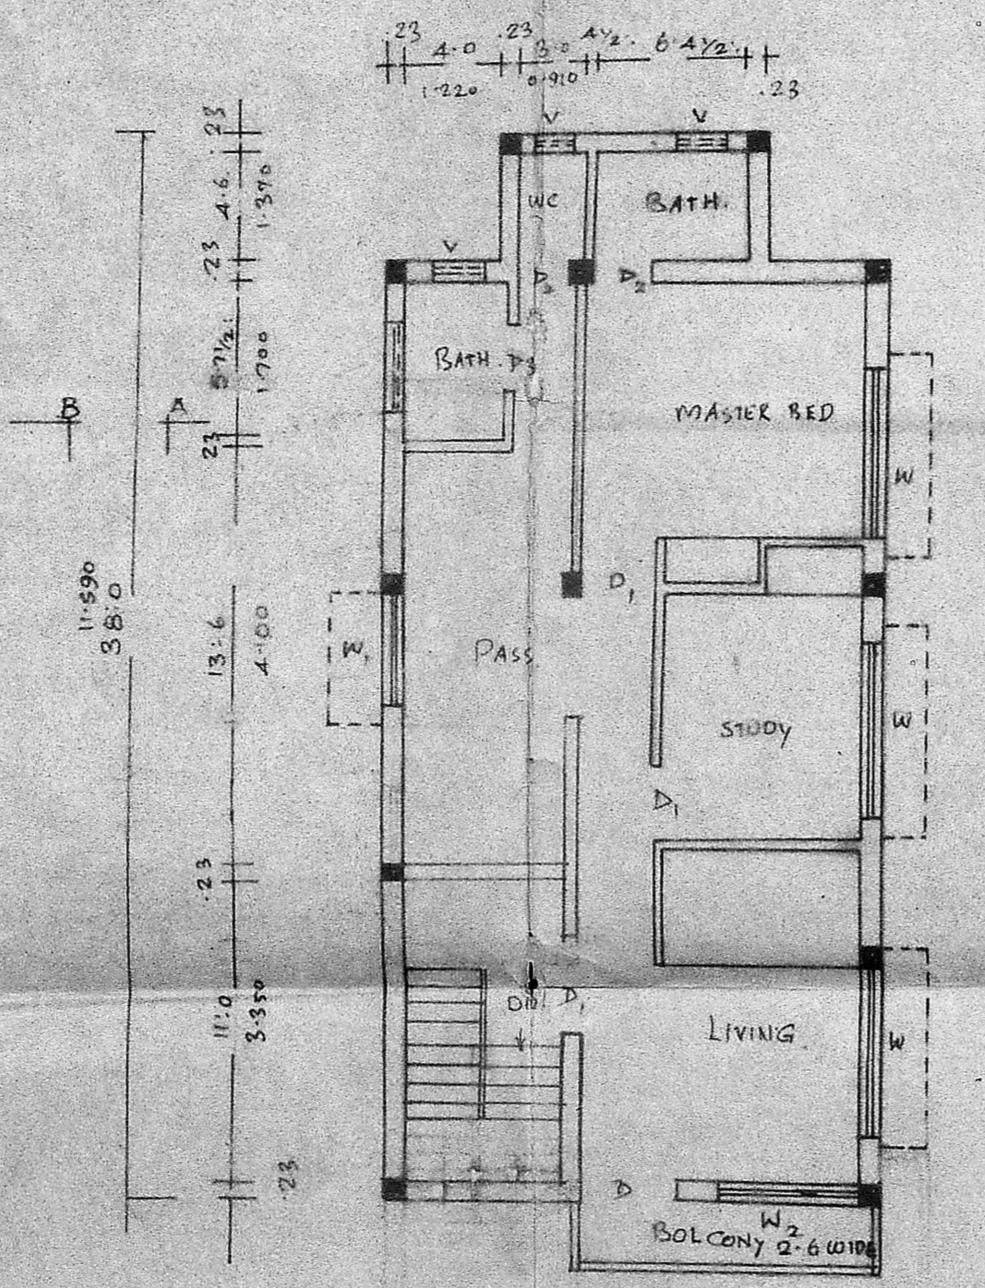 .23 4.0 .23 3.0 4½". 6.4½".
1.220 0.910 .23
V V
.23
4.6.
1.370
WC BATH.
.23
V
D2 D2
5.7½".
1.700
BATH. D3
MASTER BED
B A
.23
W
11.590
38.0
D1
13.6
4.100
W1
PASS.
STUDY
W
D1
.23
11.0
3.350
DN. D1
LIVING
W
.23
D
W2
BOLCONY 2.6 WIDE